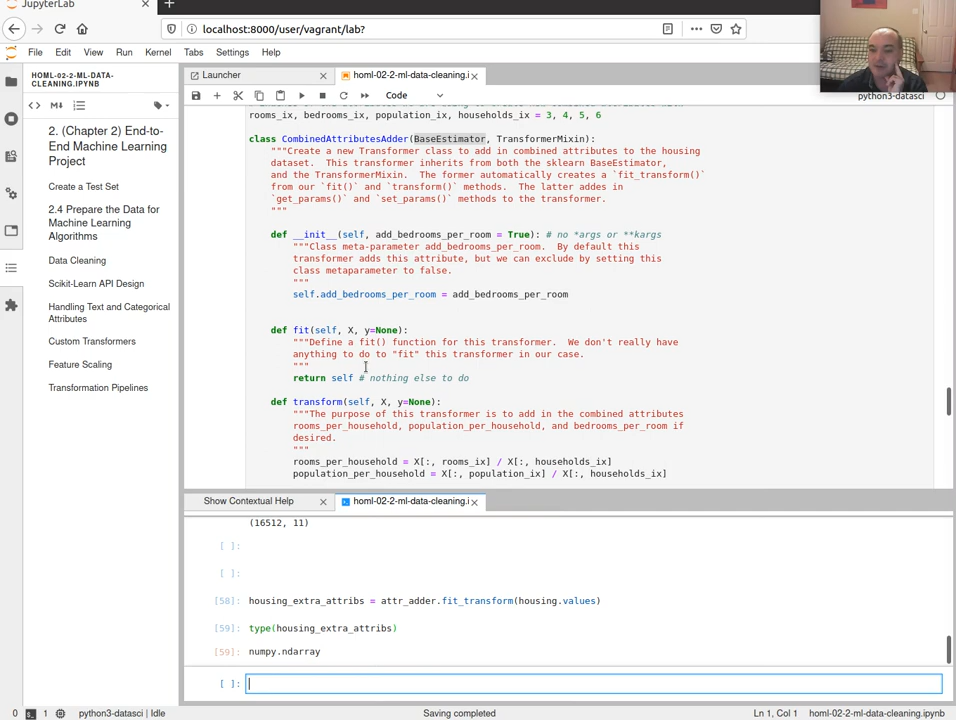 JupyterLab
localhost:8000/user/vagrant/lab?
File Edit View Run Kernel Tabs Settings Help
HOML-02-2-ML-DATA-
CLEANING.IPYNB
2. (Chapter 2) End-to-
End Machine Learning
Project
Create a Test Set
2.4 Prepare the Data for
Machine Learning
Algorithms
Data Cleaning
Scikit-Learn API Design
Handling Text and Categorical
Attributes
Custom Transformers
Feature Scaling
Transformation Pipelines
Launcher
homl-02-2-ml-data-cleaning.i
Code
python3-datasci
rooms_ix, bedrooms_ix, population_ix, households_ix = 3, 4, 5, 6
class CombinedAttributesAdder(BaseEstimator, TransformerMixin):
"""Create a new Transformer class to add in combined attributes to the housing
dataset. This transformer inherits from both the sklearn BaseEstimator,
and the TransformerMixin. The former automatically creates a `fit_transform()`
from our `fit()` and `transform()` methods. The latter addes in
`get_params()` and `set_params()` methods to the transformer.
"""
def __init__(self, add_bedrooms_per_room = True): # no *args or **kargs
"""Class meta-parameter add_bedrooms_per_room. By default this
transformer adds this attribute, but we can exclude by setting this
class metaparameter to false.
"""
self.add_bedrooms_per_room = add_bedrooms_per_room
def fit(self, X, y=None):
"""Define a fit() function for this transformer. We don't really have
anything to do to "fit" this transformer in our case.
"""
return self # nothing else to do
def transform(self, X, y=None):
"""The purpose of this transformer is to add in the combined attributes
rooms_per_household, population_per_household, and bedrooms_per_room if
desired.
"""
rooms_per_household = X[:, rooms_ix] / X[:, households_ix]
population_per_household = X[:, population_ix] / X[:, households_ix]
Show Contextual Help
homl-02-2-ml-data-cleaning.i
(16512, 11)
[ ]:
[ ]:
[58]: housing_extra_attribs = attr_adder.fit_transform(housing.values)
[59]: type(housing_extra_attribs)
[59]: numpy.ndarray
[ ]:
0 1 python3-datasci | Idle Saving completed Ln 1, Col 1 homl-02-2-ml-data-cleaning.ipynb